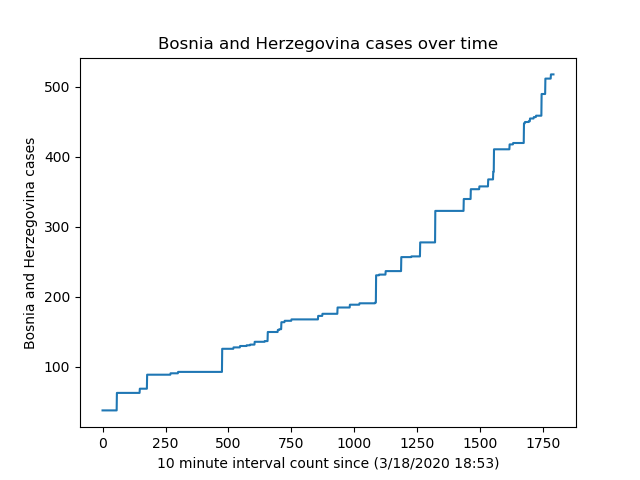 Bosnia and Herzegovina cases over time
Bosnia and Herzegovina cases
500
400
300
200
100
0 250 500 750 1000 1250 1500 1750
10 minute interval count since (3/18/2020 18:53)